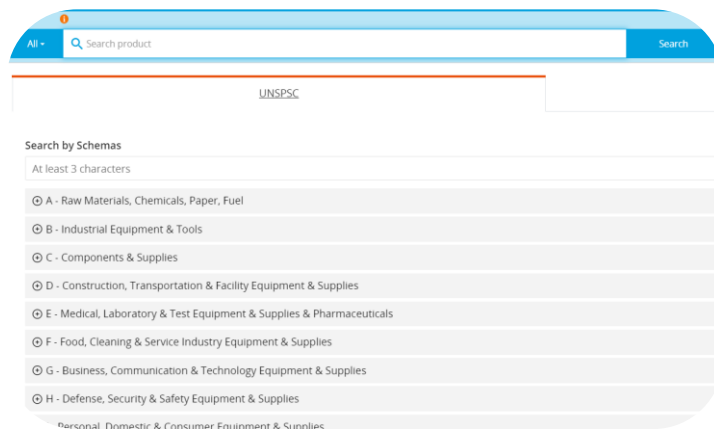 All
Search product
Search
UNSPSC
Search by Schemas
At least 3 characters
A - Raw Materials, Chemicals, Paper, Fuel
B - Industrial Equipment & Tools
C - Components & Supplies
D - Construction, Transportation & Facility Equipment & Supplies
E - Medical, Laboratory & Test Equipment & Supplies & Pharmaceuticals
F - Food, Cleaning & Service Industry Equipment & Supplies
G - Business, Communication & Technology Equipment & Supplies
H - Defense, Security & Safety Equipment & Supplies
Personal, Domestic & Consumer Equipment & Supplies